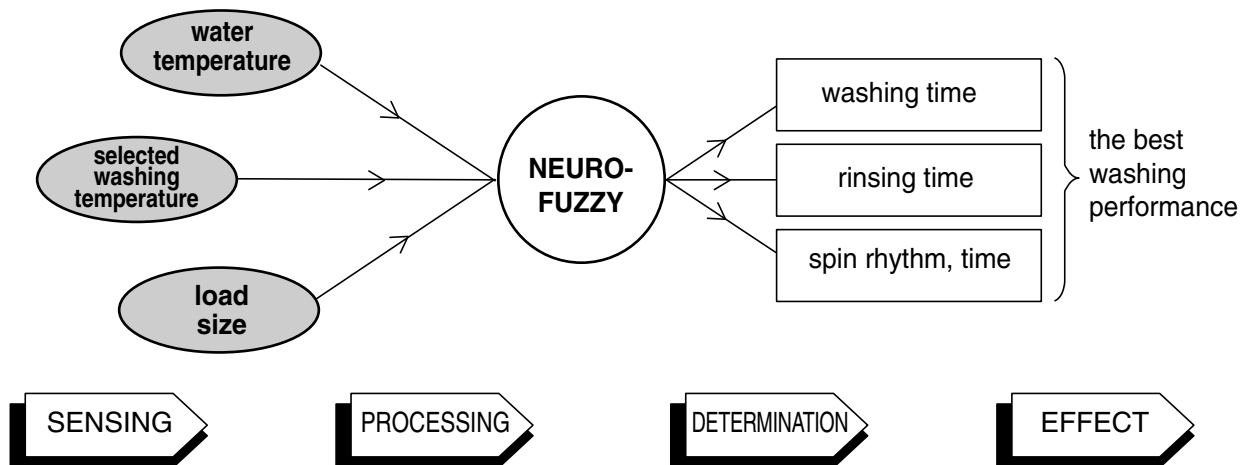 water
temperature
selected
washing
temperature
load
size
NEURO-
FUZZY
washing time
rinsing time
spin rhythm, time
the best
washing
performance
SENSING
PROCESSING
DETERMINATION
EFFECT